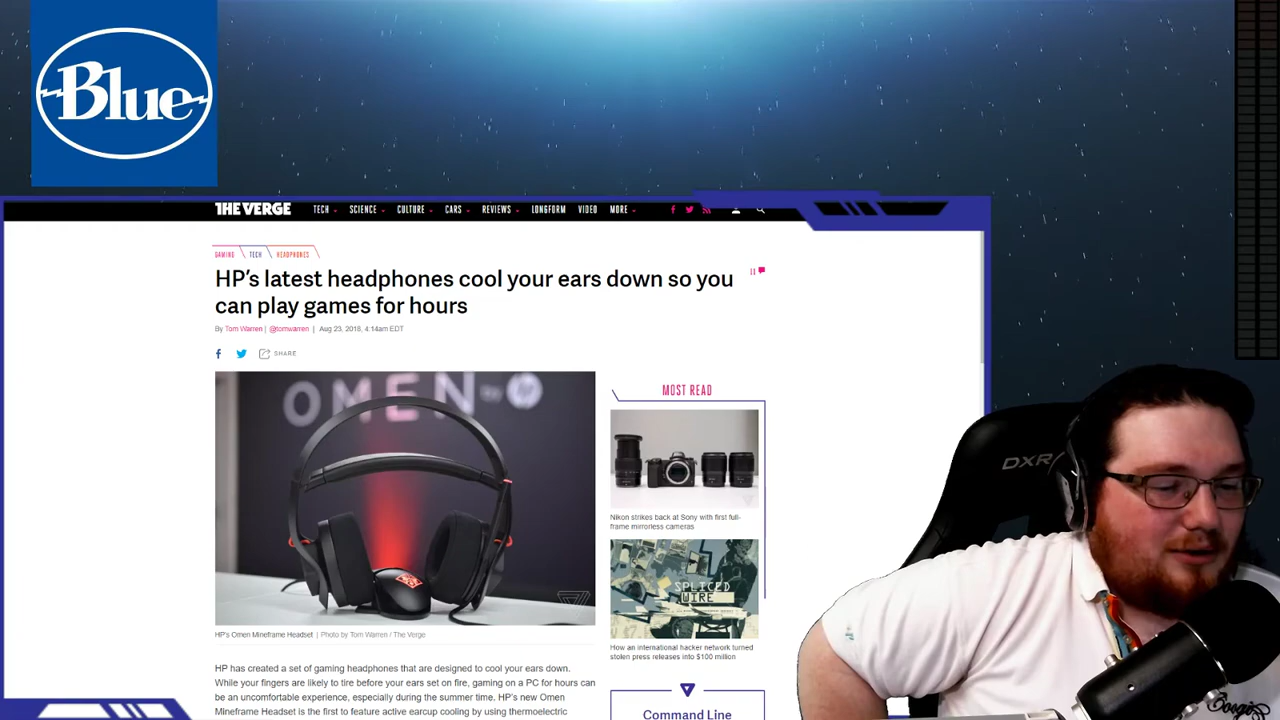 Blue
THE VERGE TECH SCIENCE CULTURE CARS REVIEWS LONGFORM VIDEO MORE
GAMING TECH HEADPHONES
HP's latest headphones cool your ears down so you
can play games for hours
11
By Tom Warren | @tomwarren | Aug 23, 2018, 4:14am EDT
SHARE
OMEN by hp
HP's Omen Mineframe Headset | Photo by Tom Warren / The Verge
HP has created a set of gaming headphones that are designed to cool your ears down.
While your fingers are likely to tire before your ears set on fire, gaming on a PC for hours can
be an uncomfortable experience, especially during the summer time. HP's new Omen
Mineframe Headset is the first to feature active earcup cooling by using thermoelectric
MOST READ
Nikon strikes back at Sony with first full-
frame mirrorless cameras
SPLICED
WIRE
How an international hacker network turned
stolen press releases into $100 million
Command Line
DXR